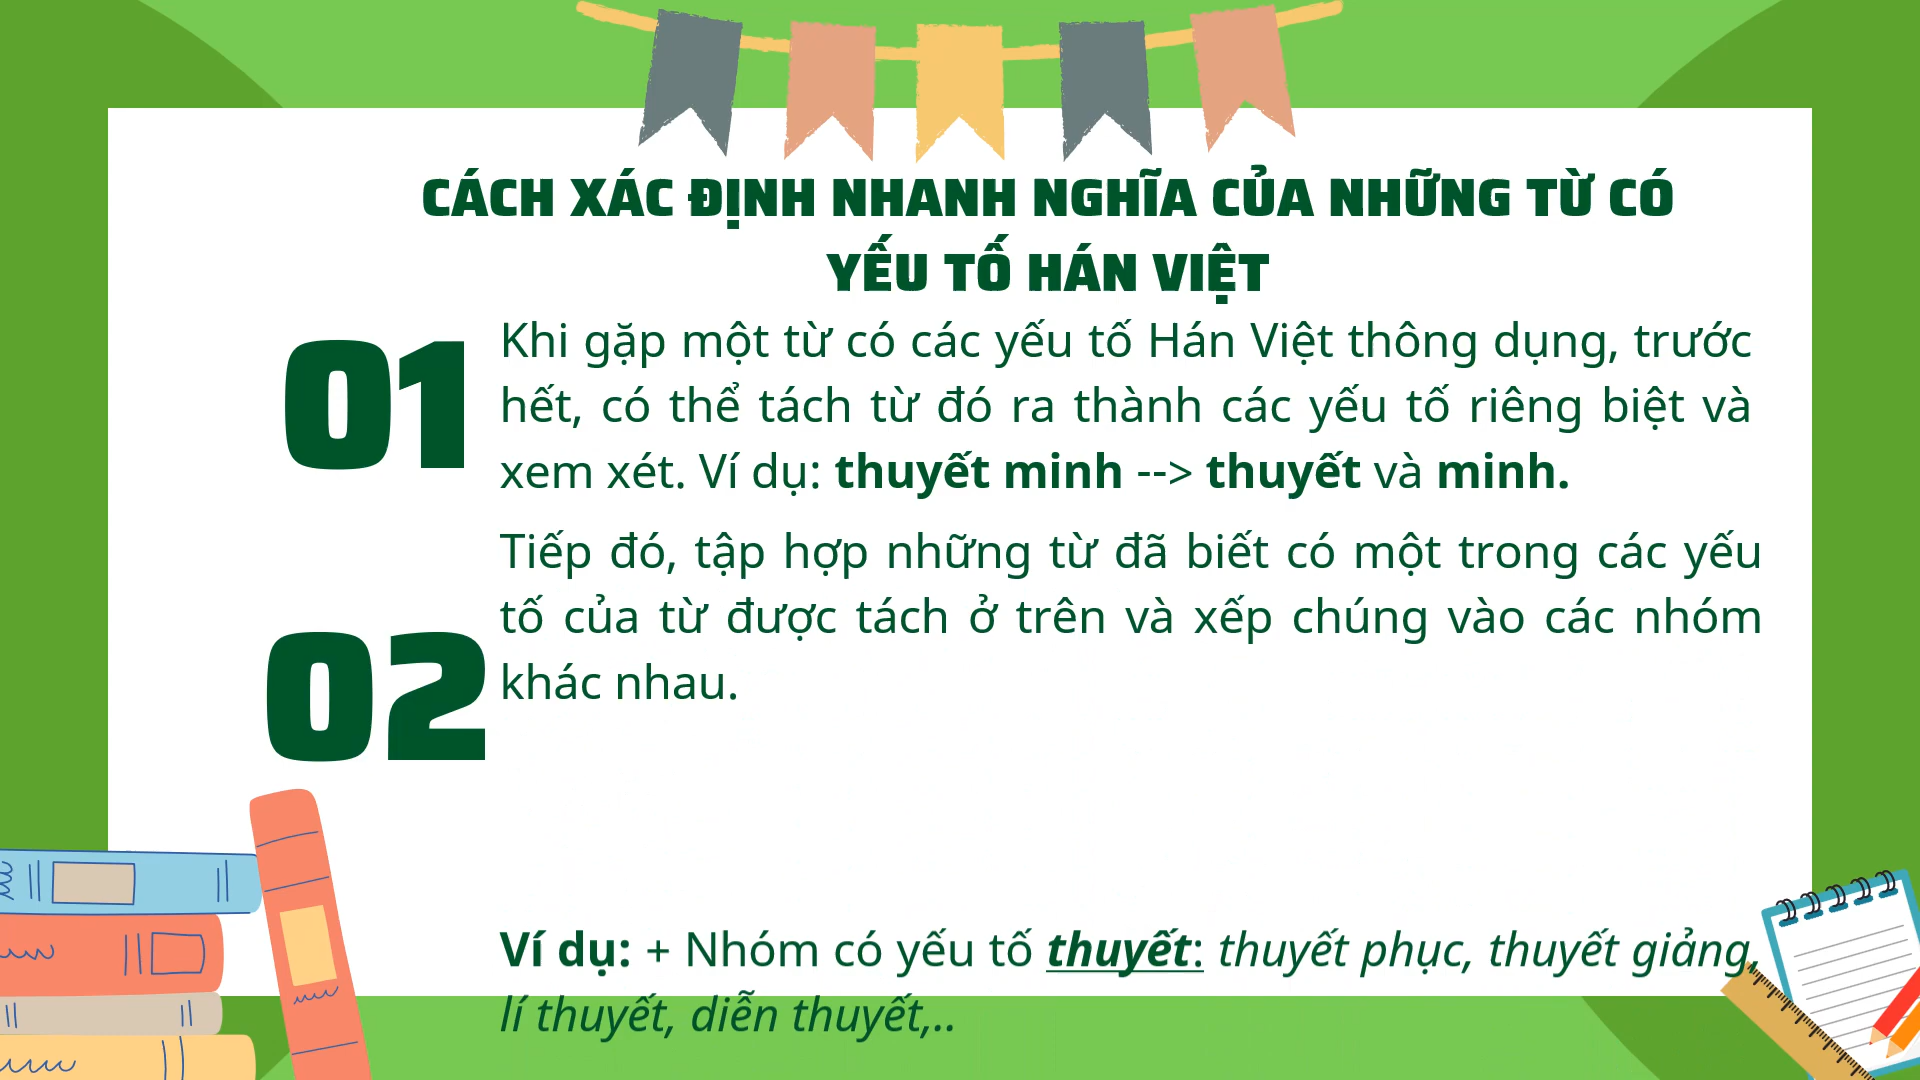 CÁCH XÁC ĐỊNH NHANH NGHĨA CỦA NHỮNG TỪ CÓ
YẾU TỐ HÁN VIỆT
01
Khi gặp một từ có các yếu tố Hán Việt thông dụng, trước
hết, có thể tách từ đó ra thành các yếu tố riêng biệt và
xem xét. Ví dụ: thuyết minh --> thuyết và minh.
02
Tiếp đó, tập hợp những từ đã biết có một trong các yếu
tố của từ được tách ở trên và xếp chúng vào các nhóm
khác nhau.
Ví dụ: + Nhóm có yếu tố thuyết: thuyết phục, thuyết giảng,
lí thuyết, diễn thuyết,..